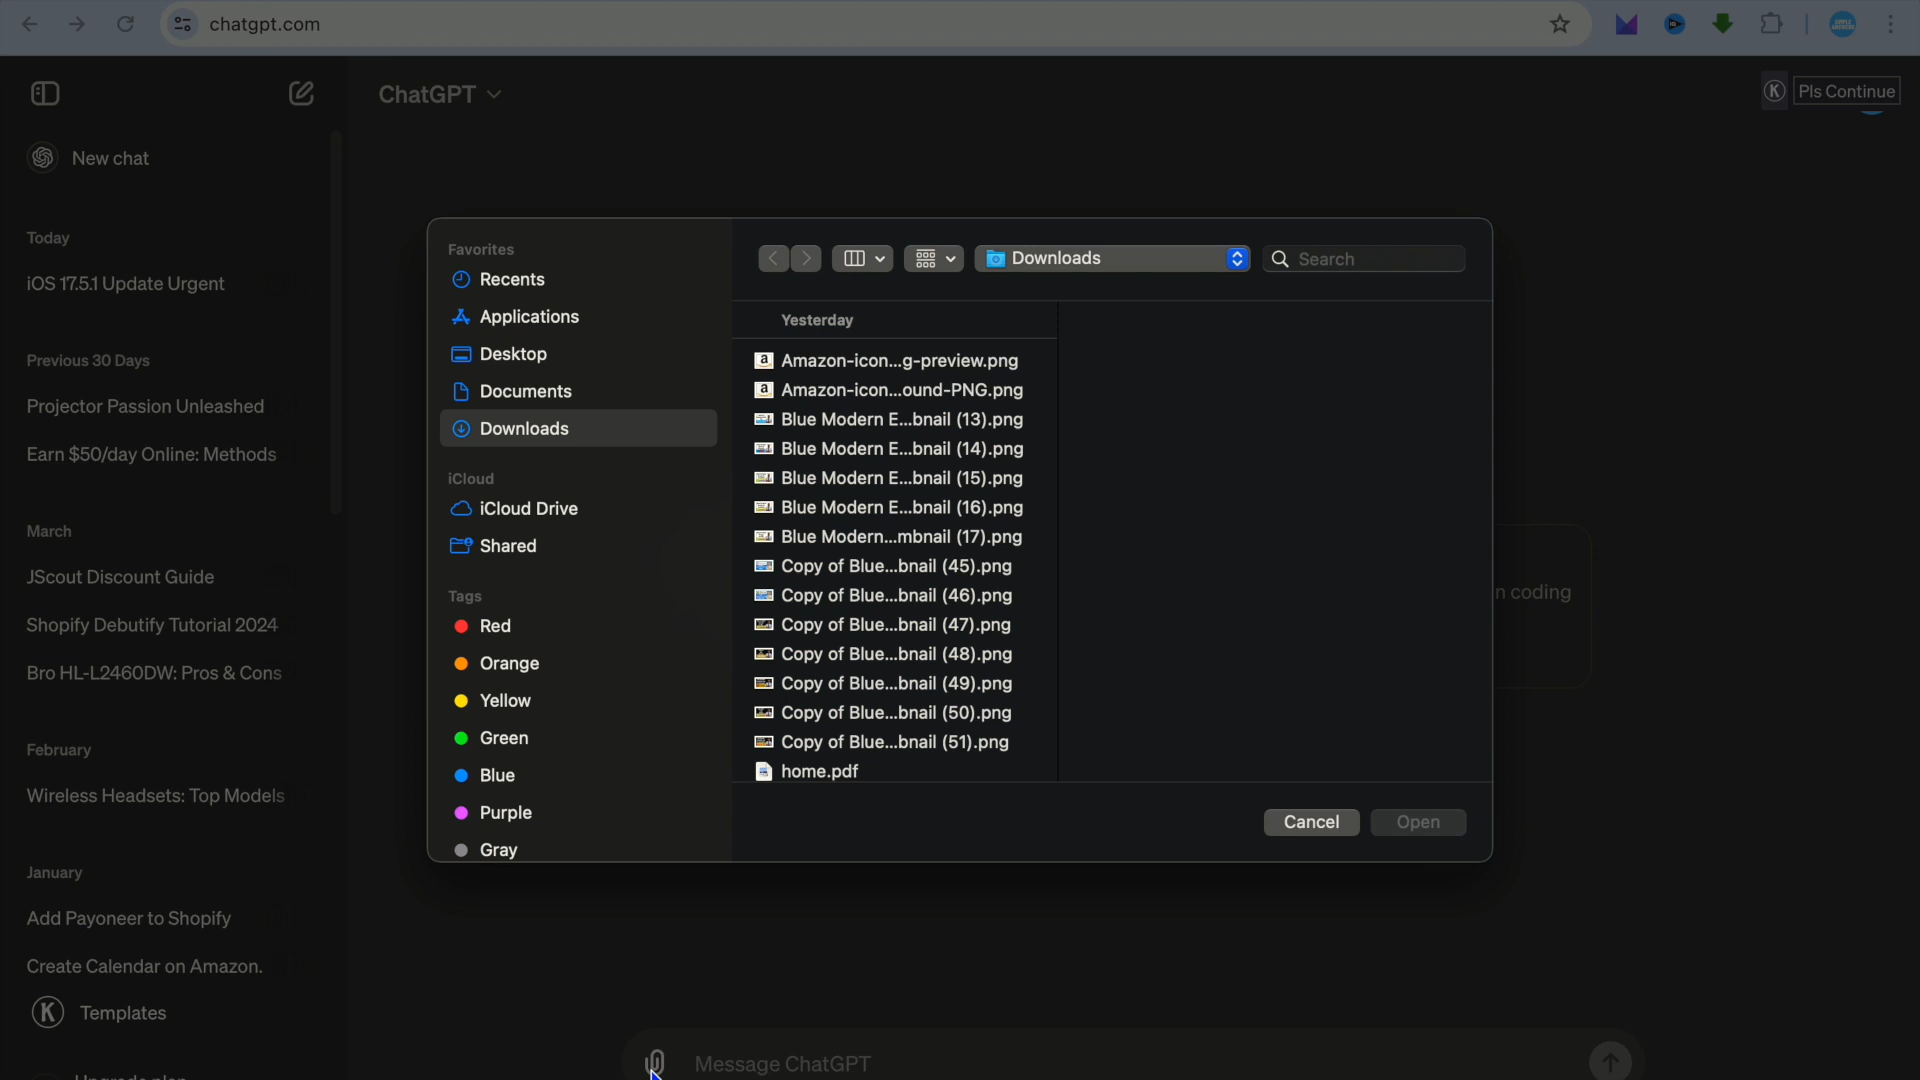 chatgpt.com
ChatGPT
K Pls Continue
New chat
Today
iOS 17.5.1 Update Urgent
Previous 30 Days
Projector Passion Unleashed
Earn $50/day Online: Methods
March
JScout Discount Guide
Shopify Debutify Tutorial 2024
Bro HL-L2460DW: Pros & Cons
February
Wireless Headsets: Top Models
January
Add Payoneer to Shopify
Create Calendar on Amazon.
K Templates
Favorites
Recents
Applications
Desktop
Documents
Downloads
iCloud
iCloud Drive
Shared
Tags
Red
Orange
Yellow
Green
Blue
Purple
Gray
Downloads
Search
Yesterday
Amazon-icon...g-preview.png
Amazon-icon...ound-PNG.png
Blue Modern E...bnail (13).png
Blue Modern E...bnail (14).png
Blue Modern E...bnail (15).png
Blue Modern E...bnail (16).png
Blue Modern...mbnail (17).png
Copy of Blue...bnail (45).png
Copy of Blue...bnail (46).png
Copy of Blue...bnail (47).png
Copy of Blue...bnail (48).png
Copy of Blue...bnail (49).png
Copy of Blue...bnail (50).png
Copy of Blue...bnail (51).png
home.pdf
Cancel
Open
n coding
Message ChatGPT